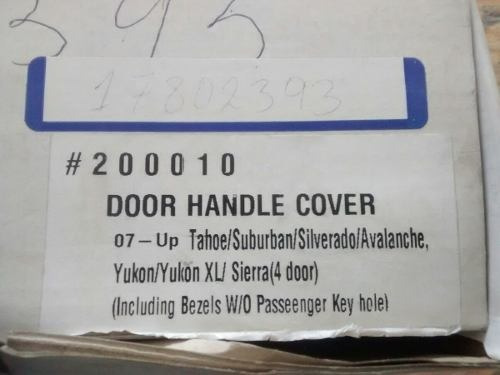 395
17802393
#200010
DOOR HANDLE COVER
07-Up Tahoe/Suburban/Silverado/Avalanche,
Yukon/Yukon XL/ Sierra(4 door)
(Including Bezels W/O Passeenger Key hole)